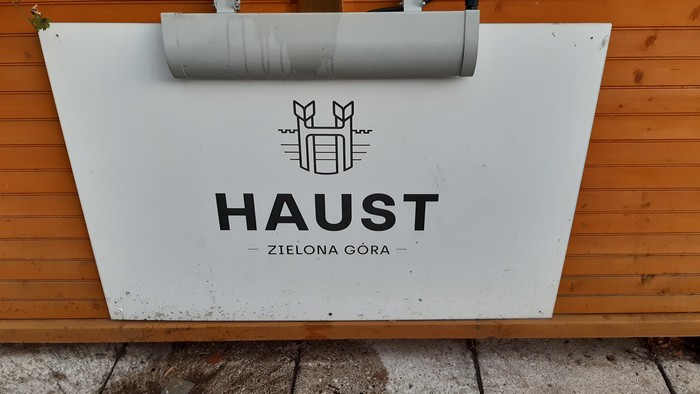 HAUST
— ZIELONA GÓRA —